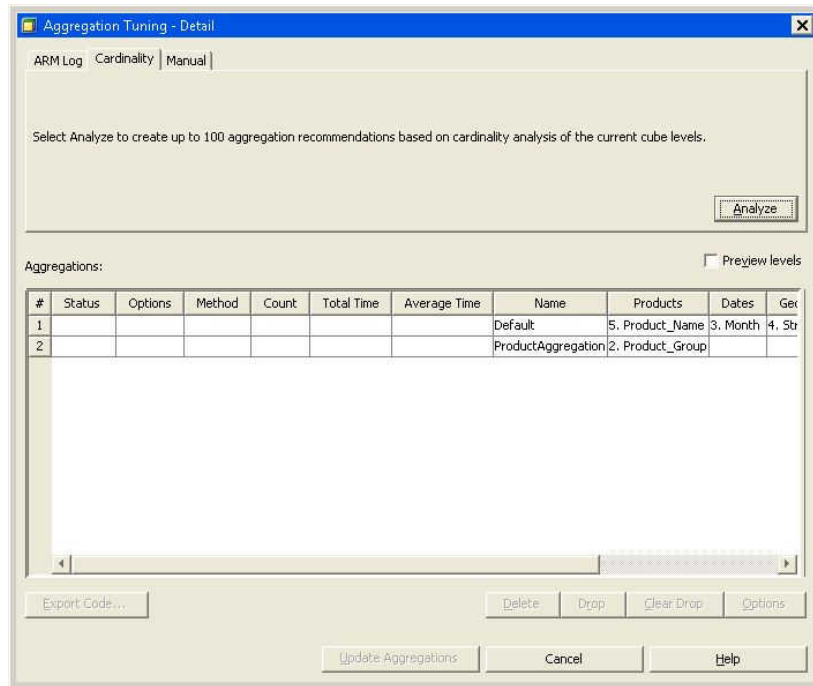 Aggregation Tuning - Detail
ARM Log Cardinality Manual
Select Analyze to create up to 100 aggregation recommendations based on cardinality analysis of the current cube levels.
Analyze
Aggregations: Preview levels
# Status Options Method Count Total Time Average Time Name Products Dates
1 Default 5. Product_Name 3. Month 4.
2 ProductAggregation 2. Product_Group
Export Code... Delete Drop Clear Drop Options
Update Aggregations Cancel Help